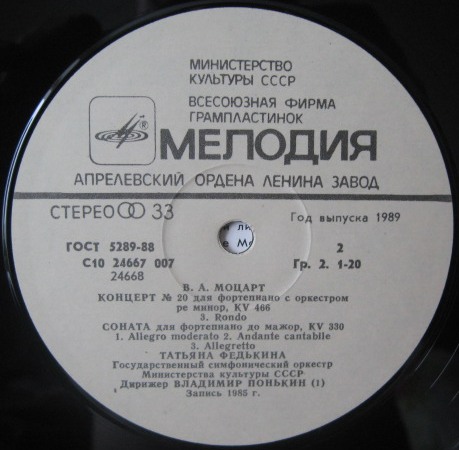 МИНИСТЕРСТВО
КУЛЬТУРЫ СССР
ВСЕСОЮЗНАЯ ФИРМА
ГРАМПЛАСТИНОК
®
МЕЛОДИЯ
АПРЕЛЕВСКИЙ ОРДЕНА ЛЕНИНА ЗАВОД
СТЕРЕО 33
Год выпуска 1989
ГОСТ 5289-88
2
С10 24667 007
Гр. 2. 1-20
24668
В. А. МОЦАРТ
КОНЦЕРТ № 20 для фортепиано с оркестром
ре минор, KV 466
3. Rondo
СОНАТА для фортепиано до мажор, KV 330
1. Allegro moderato 2. Andante cantabile
3. Allegretto
ТАТЬЯНА ФЕДЬКИНА
Государственный симфонический оркестр
Министерства культуры СССР
Дирижер ВЛАДИМИР ПОНЬКИН (1)
Запись 1985 г.